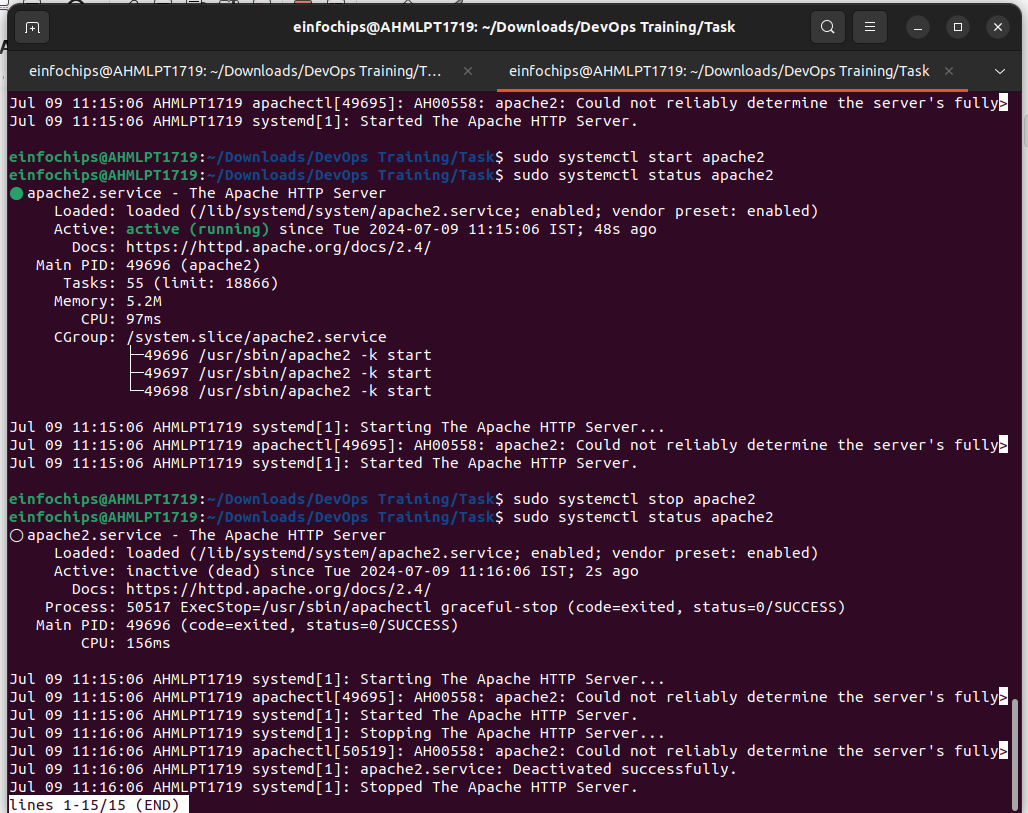 einfochips@AHMLPT1719: ~/Downloads/DevOps Training/Task
einfochips@AHMLPT1719: ~/Downloads/DevOps Training/T...
einfochips@AHMLPT1719: ~/Downloads/DevOps Training/Task
Jul 09 11:15:06 AHMLPT1719 apachectl[49695]: AH00558: apache2: Could not reliably determine the server's fully>
Jul 09 11:15:06 AHMLPT1719 systemd[1]: Started The Apache HTTP Server.
einfochips@AHMLPT1719:~/Downloads/DevOps Training/Task$ sudo systemctl start apache2
einfochips@AHMLPT1719:~/Downloads/DevOps Training/Task$ sudo systemctl status apache2
● apache2.service - The Apache HTTP Server
Loaded: loaded (/lib/systemd/system/apache2.service; enabled; vendor preset: enabled)
Active: active (running) since Tue 2024-07-09 11:15:06 IST; 48s ago
Docs: https://httpd.apache.org/docs/2.4/
Main PID: 49696 (apache2)
Tasks: 55 (limit: 18866)
Memory: 5.2M
CPU: 97ms
CGroup: /system.slice/apache2.service
├─49696 /usr/sbin/apache2 -k start
├─49697 /usr/sbin/apache2 -k start
└─49698 /usr/sbin/apache2 -k start
Jul 09 11:15:06 AHMLPT1719 systemd[1]: Starting The Apache HTTP Server...
Jul 09 11:15:06 AHMLPT1719 apachectl[49695]: AH00558: apache2: Could not reliably determine the server's fully>
Jul 09 11:15:06 AHMLPT1719 systemd[1]: Started The Apache HTTP Server.
einfochips@AHMLPT1719:~/Downloads/DevOps Training/Task$ sudo systemctl stop apache2
einfochips@AHMLPT1719:~/Downloads/DevOps Training/Task$ sudo systemctl status apache2
○ apache2.service - The Apache HTTP Server
Loaded: loaded (/lib/systemd/system/apache2.service; enabled; vendor preset: enabled)
Active: inactive (dead) since Tue 2024-07-09 11:16:06 IST; 2s ago
Docs: https://httpd.apache.org/docs/2.4/
Process: 50517 ExecStop=/usr/sbin/apachectl graceful-stop (code=exited, status=0/SUCCESS)
Main PID: 49696 (code=exited, status=0/SUCCESS)
CPU: 156ms
Jul 09 11:15:06 AHMLPT1719 systemd[1]: Starting The Apache HTTP Server...
Jul 09 11:15:06 AHMLPT1719 apachectl[49695]: AH00558: apache2: Could not reliably determine the server's fully>
Jul 09 11:15:06 AHMLPT1719 systemd[1]: Started The Apache HTTP Server.
Jul 09 11:16:06 AHMLPT1719 systemd[1]: Stopping The Apache HTTP Server...
Jul 09 11:16:06 AHMLPT1719 apachectl[50519]: AH00558: apache2: Could not reliably determine the server's fully>
Jul 09 11:16:06 AHMLPT1719 systemd[1]: apache2.service: Deactivated successfully.
Jul 09 11:16:06 AHMLPT1719 systemd[1]: Stopped The Apache HTTP Server.
lines 1-15/15 (END)